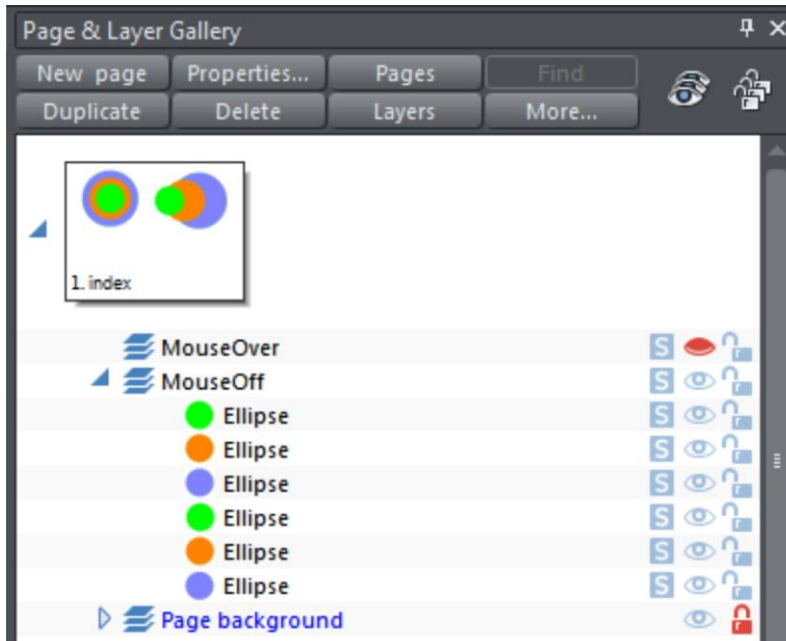 Page & Layer Gallery
New page Properties... Pages Find
Duplicate Delete Layers More...
1. index
MouseOver S
MouseOff S
Ellipse S
Ellipse S
Ellipse S
Ellipse S
Ellipse S
Ellipse S
Page background